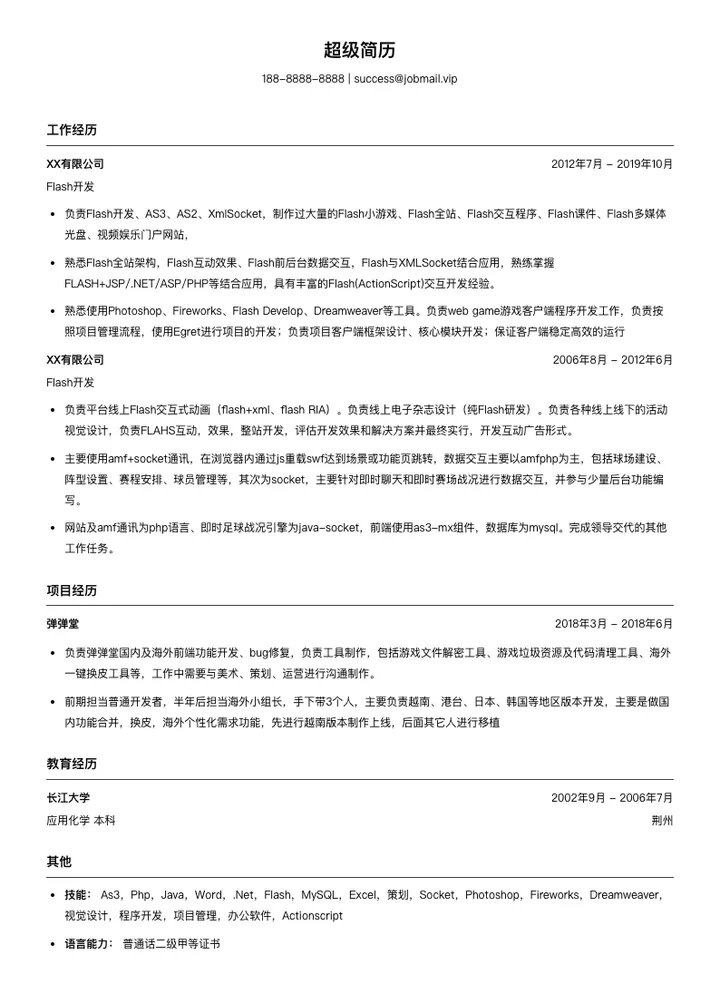 超级简历
188-8888-8888 | success@jobmail.vip
工作经历
XX有限公司 2012年7月 - 2019年10月
Flash开发
• 负责Flash开发、AS3、AS2、XmlSocket，制作过大量的Flash小游戏、Flash全站、Flash交互程序、Flash课件、Flash多媒体
光盘、视频娱乐门户网站,
• 熟悉Flash全站架构，Flash互动效果、Flash前后台数据交互，Flash与XMLSocket结合应用，熟练掌握
FLASH+JSP/.NET/ASP/PHP等结合应用，具有丰富的Flash(ActionScript)交互开发经验。
• 熟悉使用Photoshop、Fireworks、Flash Develop、Dreamweaver等工具。负责web game游戏客户端程序开发工作，负责按
照项目管理流程，使用Egret进行项目的开发；负责项目客户端框架设计、核心模块开发；保证客户端稳定高效的运行
XX有限公司 2006年8月 - 2012年6月
Flash开发
• 负责平台线上Flash交互式动画（flash+xml、flash RIA）。负责线上电子杂志设计（纯Flash研发）。负责各种线上线下的活动
视觉设计，负责FLAHS互动，效果，整站开发，评估开发效果和解决方案并最终实行，开发互动广告形式。
• 主要使用amf+socket通讯，在浏览器内通过js重载swf达到场景或功能页跳转，数据交互主要以amfphp为主，包括球场建设、
阵型设置、赛程安排、球员管理等，其次为socket，主要针对即时聊天和即时赛场战况进行数据交互，并参与少量后台功能编
写。
• 网站及amf通讯为php语言、即时足球战况引擎为java-socket，前端使用as3-mx组件，数据库为mysql。完成领导交代的其他
工作任务。
项目经历
弹弹堂 2018年3月 - 2018年6月
• 负责弹弹堂国内及海外前端功能开发、bug修复，负责工具制作，包括游戏文件解密工具、游戏垃圾资源及代码清理工具、海外
一键换皮工具等，工作中需要与美术、策划、运营进行沟通制作。
• 前期担当普通开发者，半年后担当海外小组长，手下带3个人，主要负责越南、港台、日本、韩国等地区版本开发，主要是做国
内功能合并，换皮，海外个性化需求功能，先进行越南版本制作上线，后面其它人进行移植
教育经历
长江大学 2002年9月 - 2006年7月
应用化学 本科 荆州
其他
• 技能： As3，Php，Java，Word，.Net，Flash，MySQL，Excel，策划，Socket，Photoshop，Fireworks，Dreamweaver，
视觉设计，程序开发，项目管理，办公软件，Actionscript
• 语言能力： 普通话二级甲等证书